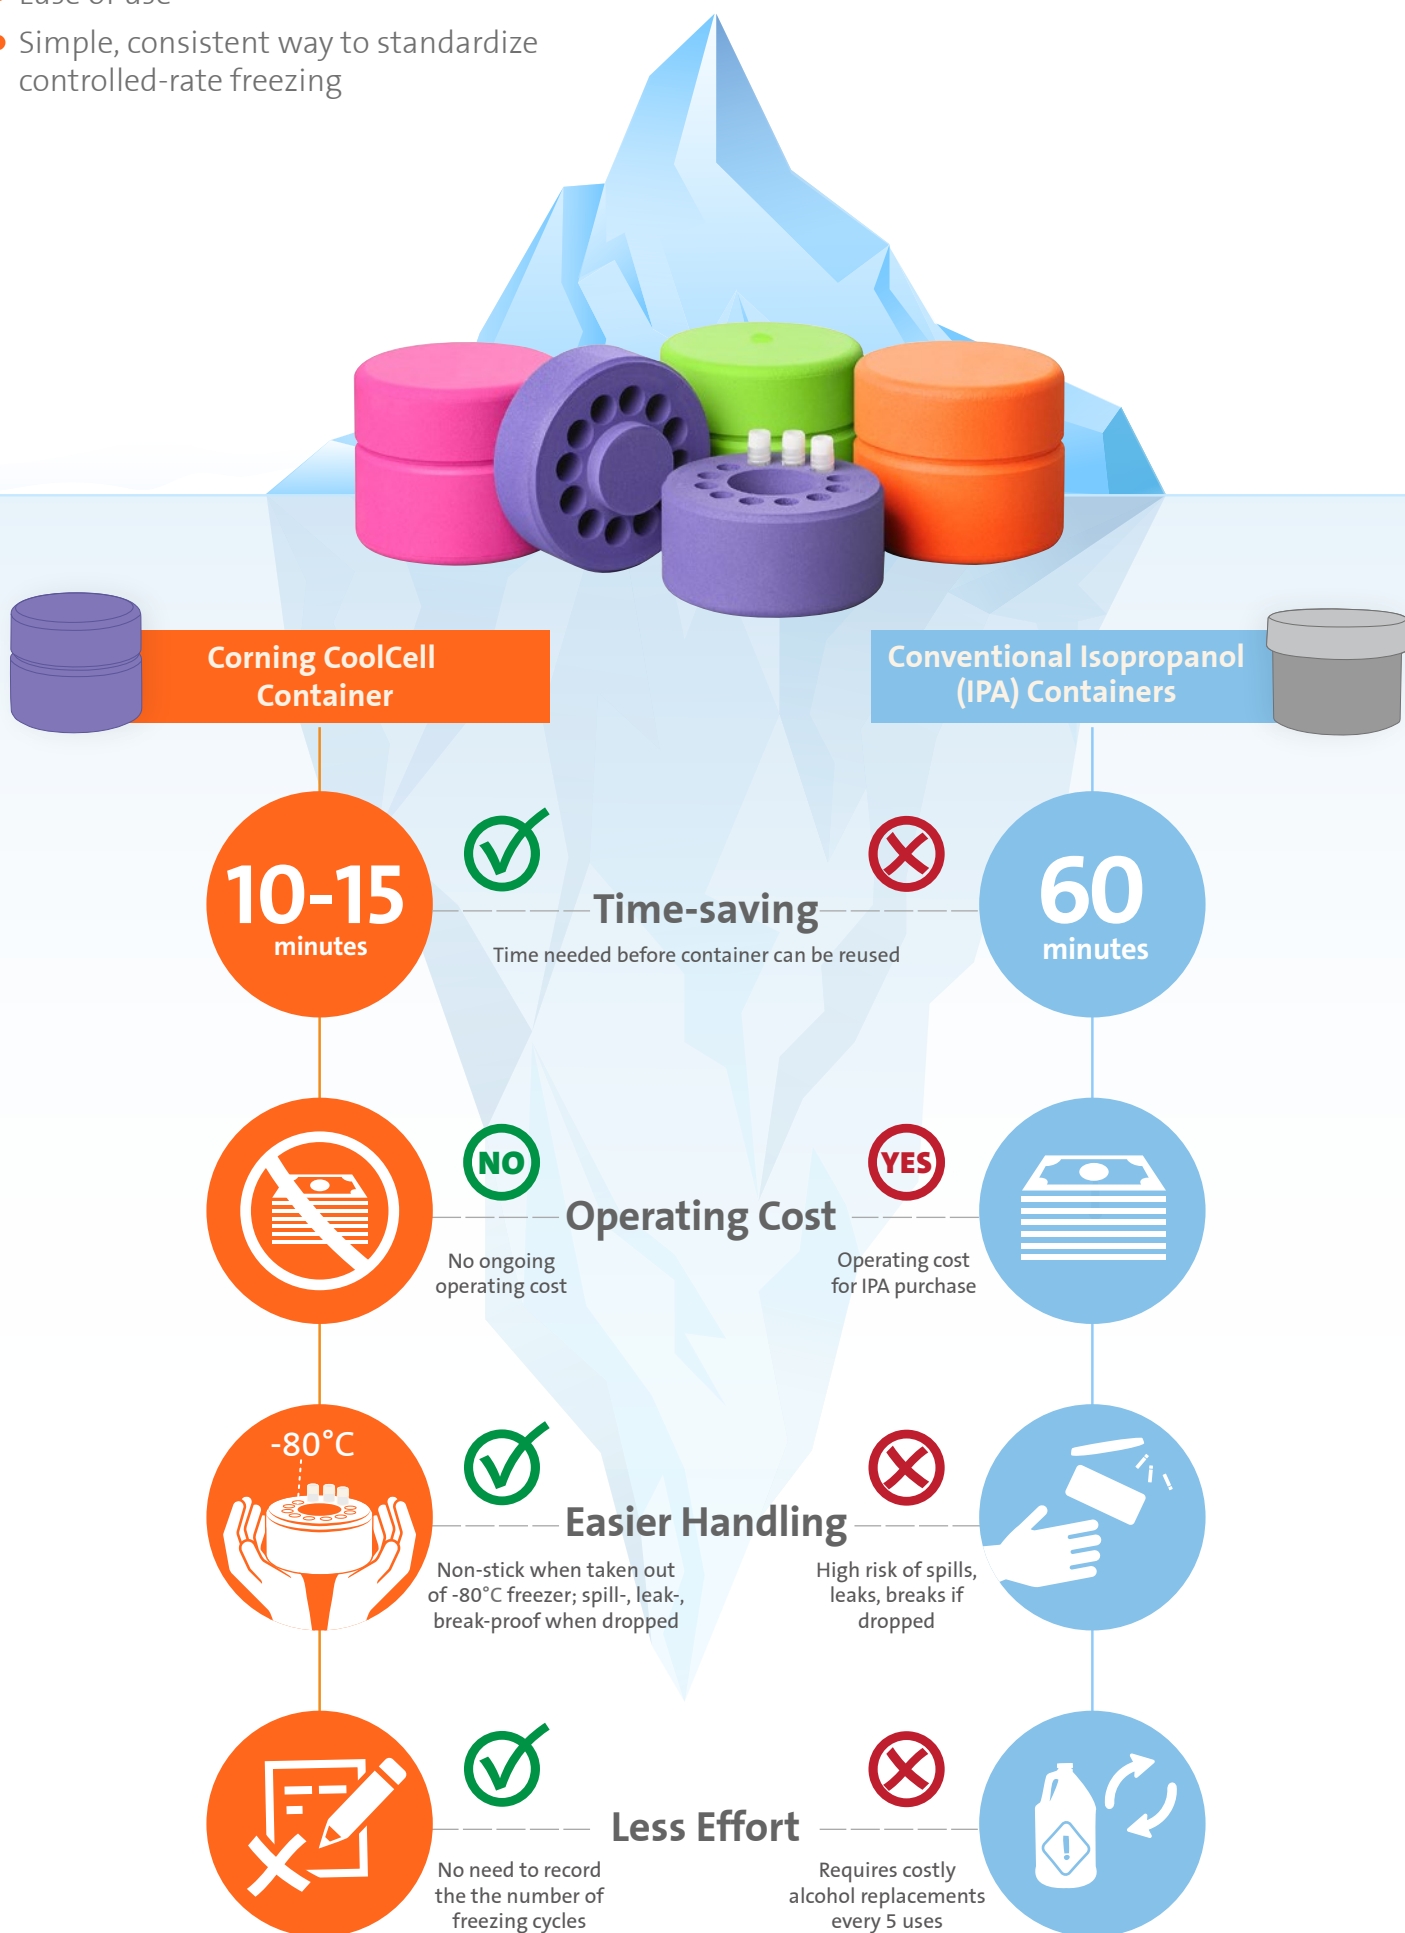 Ease of use
Simple, consistent way to standardize
controlled-rate freezing
Corning CoolCell
Container
Conventional Isopropanol
(IPA) Containers
10-15
minutes
Time-saving
Time needed before container can be reused
60
minutes
NO
YES
Operating Cost
No ongoing
operating cost
Operating cost
for IPA purchase
-80°C
Easier Handling
Non-stick when taken out
of -80°C freezer; spill-, leak-,
break-proof when dropped
High risk of spills,
leaks, breaks if
dropped
Less Effort
No need to record
the the number of
freezing cycles
Requires costly
alcohol replacements
every 5 uses
!